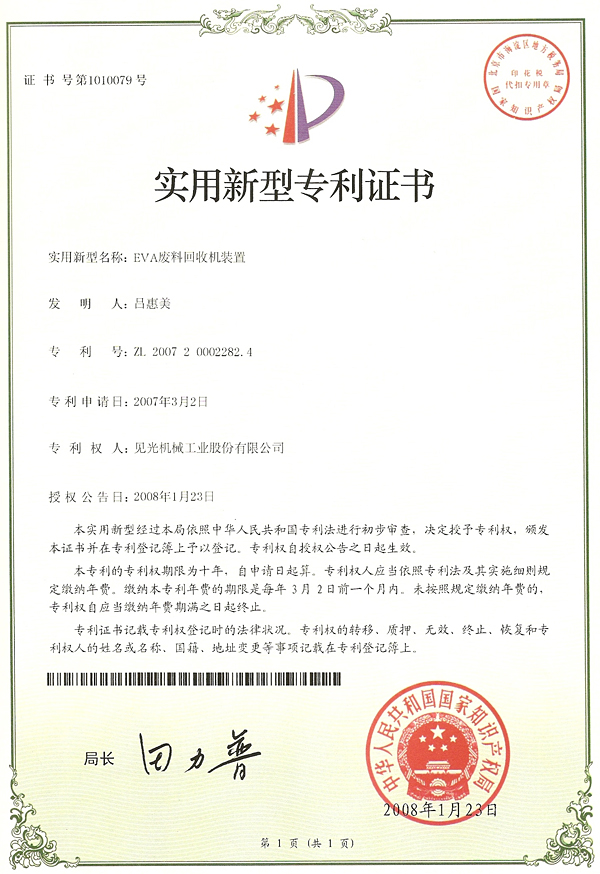 证 书 号第1010079号
北京市海淀区地方税务局
印花税
代扣专用章
国家知识产权局
实用新型专利证书
实用新型名称：EVA废料回收机装置
发 明 人：吕惠美
专 利 号：ZL 2007 2 0002282.4
专利申请日：2007年3月2日
专 利 权 人：见光机械工业股份有限公司
授权公告日：2008年1月23日
本实用新型经过本局依照中华人民共和国专利法进行初步审查，决定授予专利权，颁发
本证书并在专利登记簿上予以登记。专利权自授权公告之日起生效。
本专利的专利权期限为十年，自申请日起算。专利权人应当依照专利法及其实施细则规
定缴纳年费。缴纳本专利年费的期限是每年 3 月 2 日前一个月内。未按照规定缴纳年费的，
专利权自应当缴纳年费期满之日起终止。
专利证书记载专利权登记时的法律状况。专利权的转移、质押、无效、终止、恢复和专
利权人的姓名或名称、国籍、地址变更等事项记载在专利登记簿上。
局长 田力普
中华人民共和国国家知识产权局
2008年1月23日
第 1 页 (共 1 页)